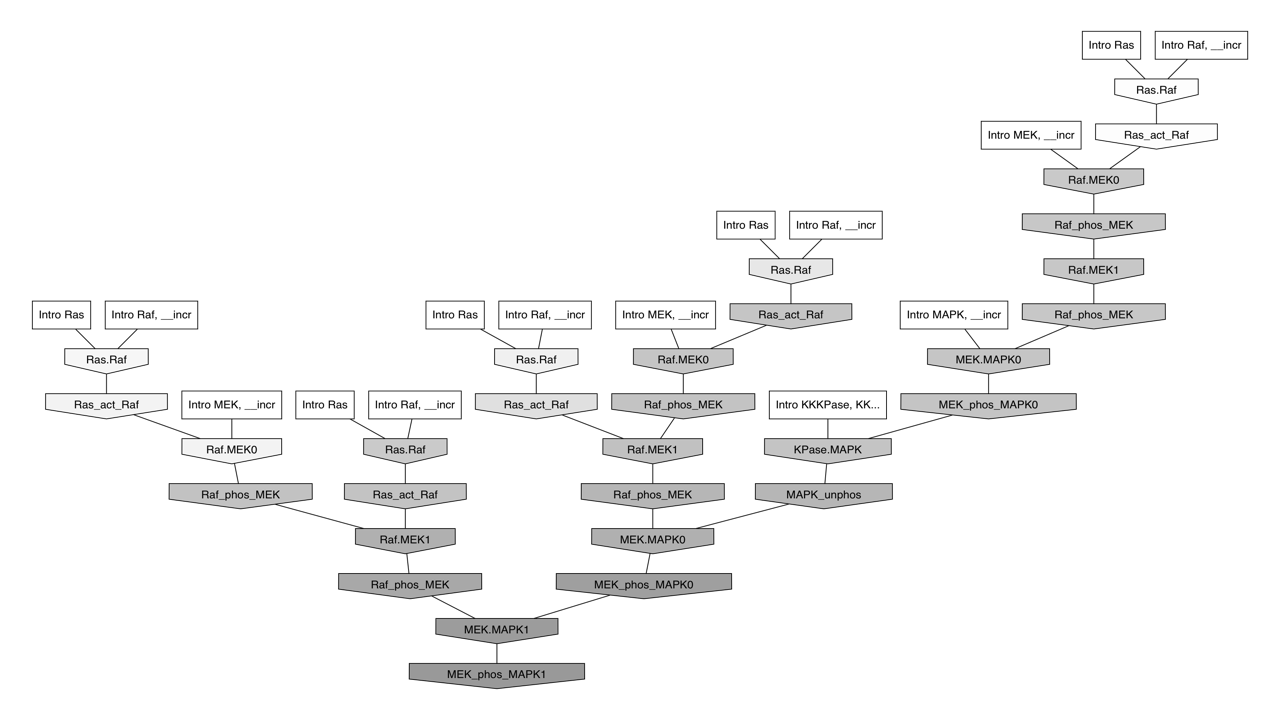 Intro Ras
Intro Raf, __incr
Ras.Raf
Intro MEK, __incr
Ras_act_Raf
Raf.MEK0
Intro Ras
Intro Raf, __incr
Raf_phos_MEK
Ras.Raf
Raf.MEK1
Intro Ras
Intro Raf, __incr
Intro Ras
Intro Raf, __incr
Intro MEK, __incr
Ras_act_Raf
Intro MAPK, __incr
Raf_phos_MEK
Ras.Raf
Ras.Raf
Raf.MEK0
MEK.MAPK0
Ras_act_Raf
Intro MEK, __incr
Intro Ras
Intro Raf, __incr
Ras_act_Raf
Raf_phos_MEK
Intro KKKPase, KK...
MEK_phos_MAPK0
Raf.MEK0
Ras.Raf
Raf.MEK1
KPase.MAPK
Raf_phos_MEK
Ras_act_Raf
Raf_phos_MEK
MAPK_unphos
Raf.MEK1
MEK.MAPK0
Raf_phos_MEK
MEK_phos_MAPK0
MEK.MAPK1
MEK_phos_MAPK1